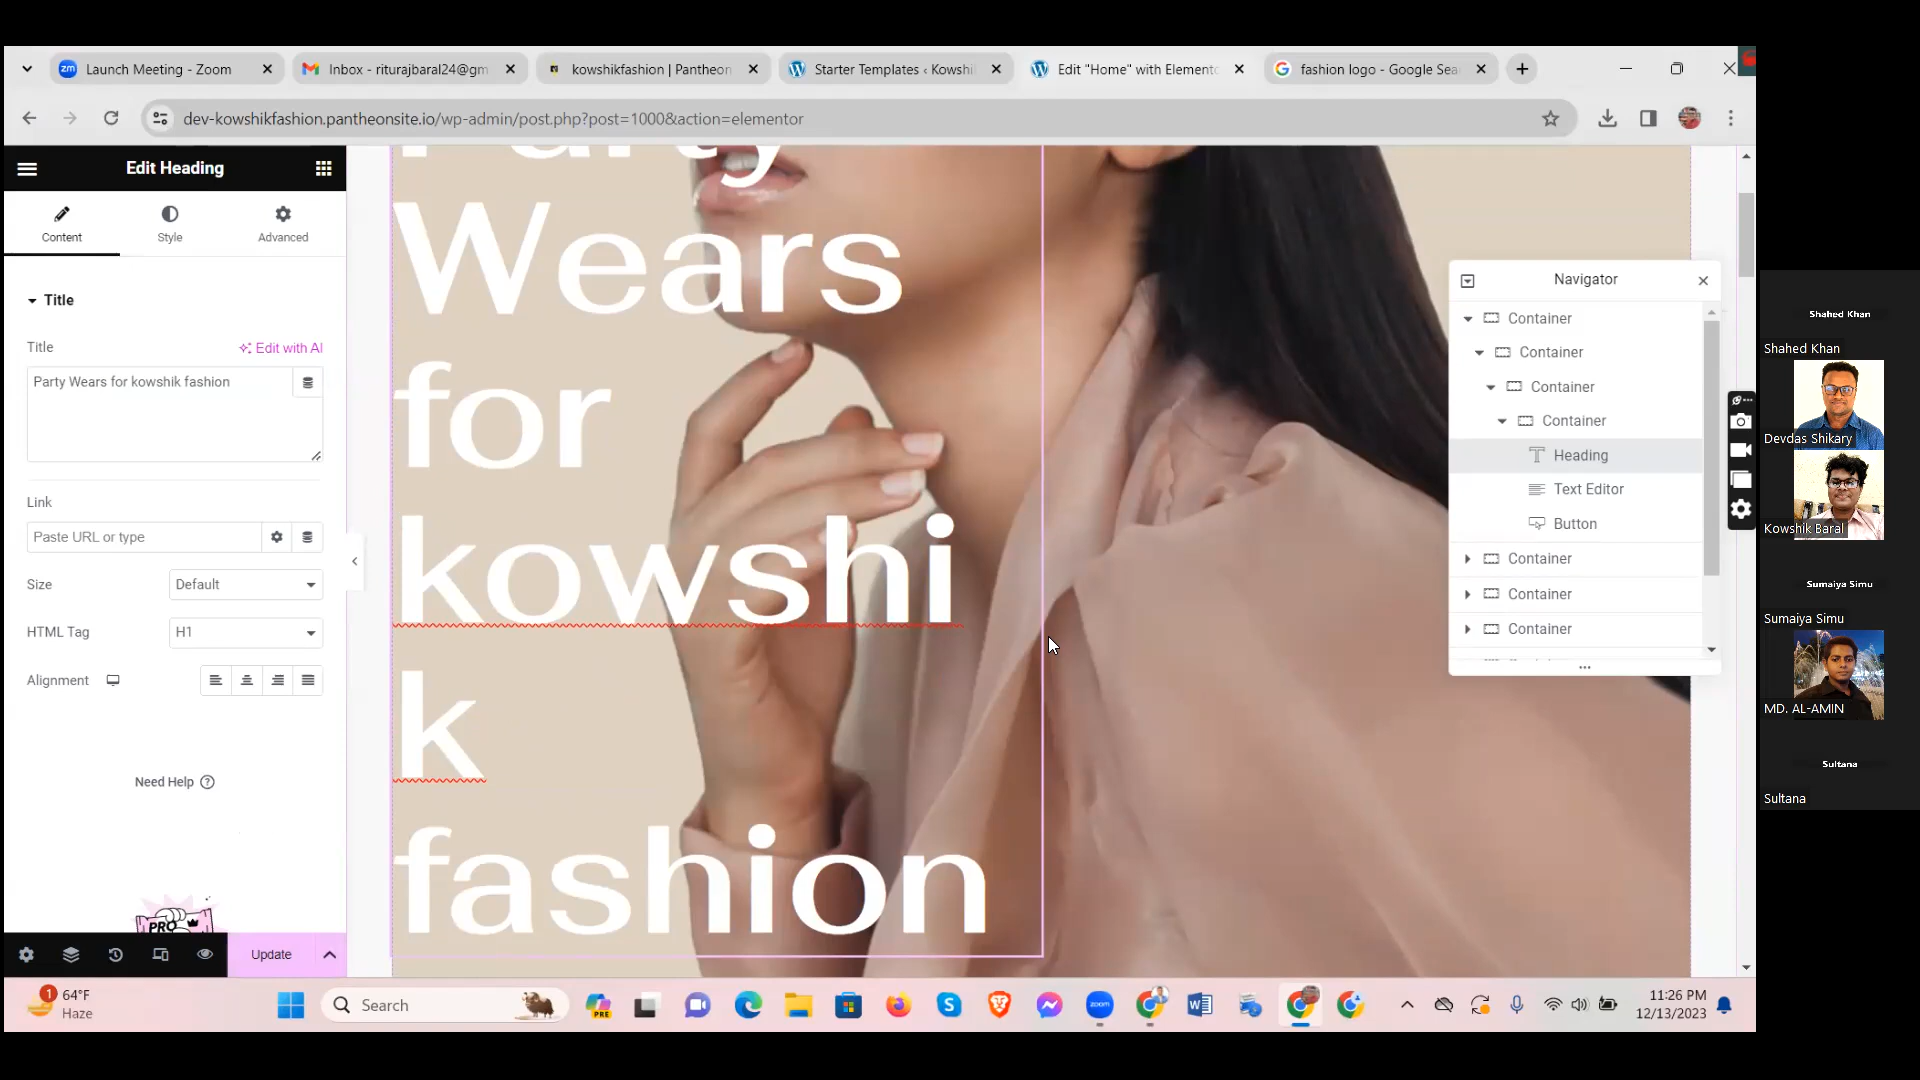 Launch Meeting - Zoom
Inbox - riturajbaral24@gm
kowshikfashion | Pantheon
Starter Templates ‹ Kowshi
Edit "Home" with Elemento
fashion logo - Google Sea
dev-kowshikfashion.pantheonsite.io/wp-admin/post.php?post=1000&action=elementor
Edit Heading
Content
Style
Advanced
Title
Title
Edit with AI
Party Wears for kowshik fashion
Link
Paste URL or type
Size
Default
HTML Tag
H1
Alignment
Need Help
PRO
Update
Party
Wears
for
kowshi
k
fashion
Navigator
Container
Container
Container
Container
Heading
Text Editor
Button
Container
Container
Container
Shahed Khan
Shahed Khan
Devdas Shikary
Kowshik Baral
Sumaiya Simu
Sumaiya Simu
MD. AL-AMIN
Sultana
Sultana
1
64°F
Haze
Search
PRE
zoom
11:26 PM
12/13/2023